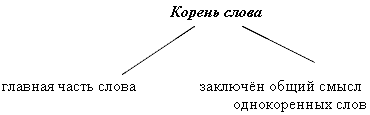 Корень слова
главная часть слова
заключён общий смысл
однокоренных слов